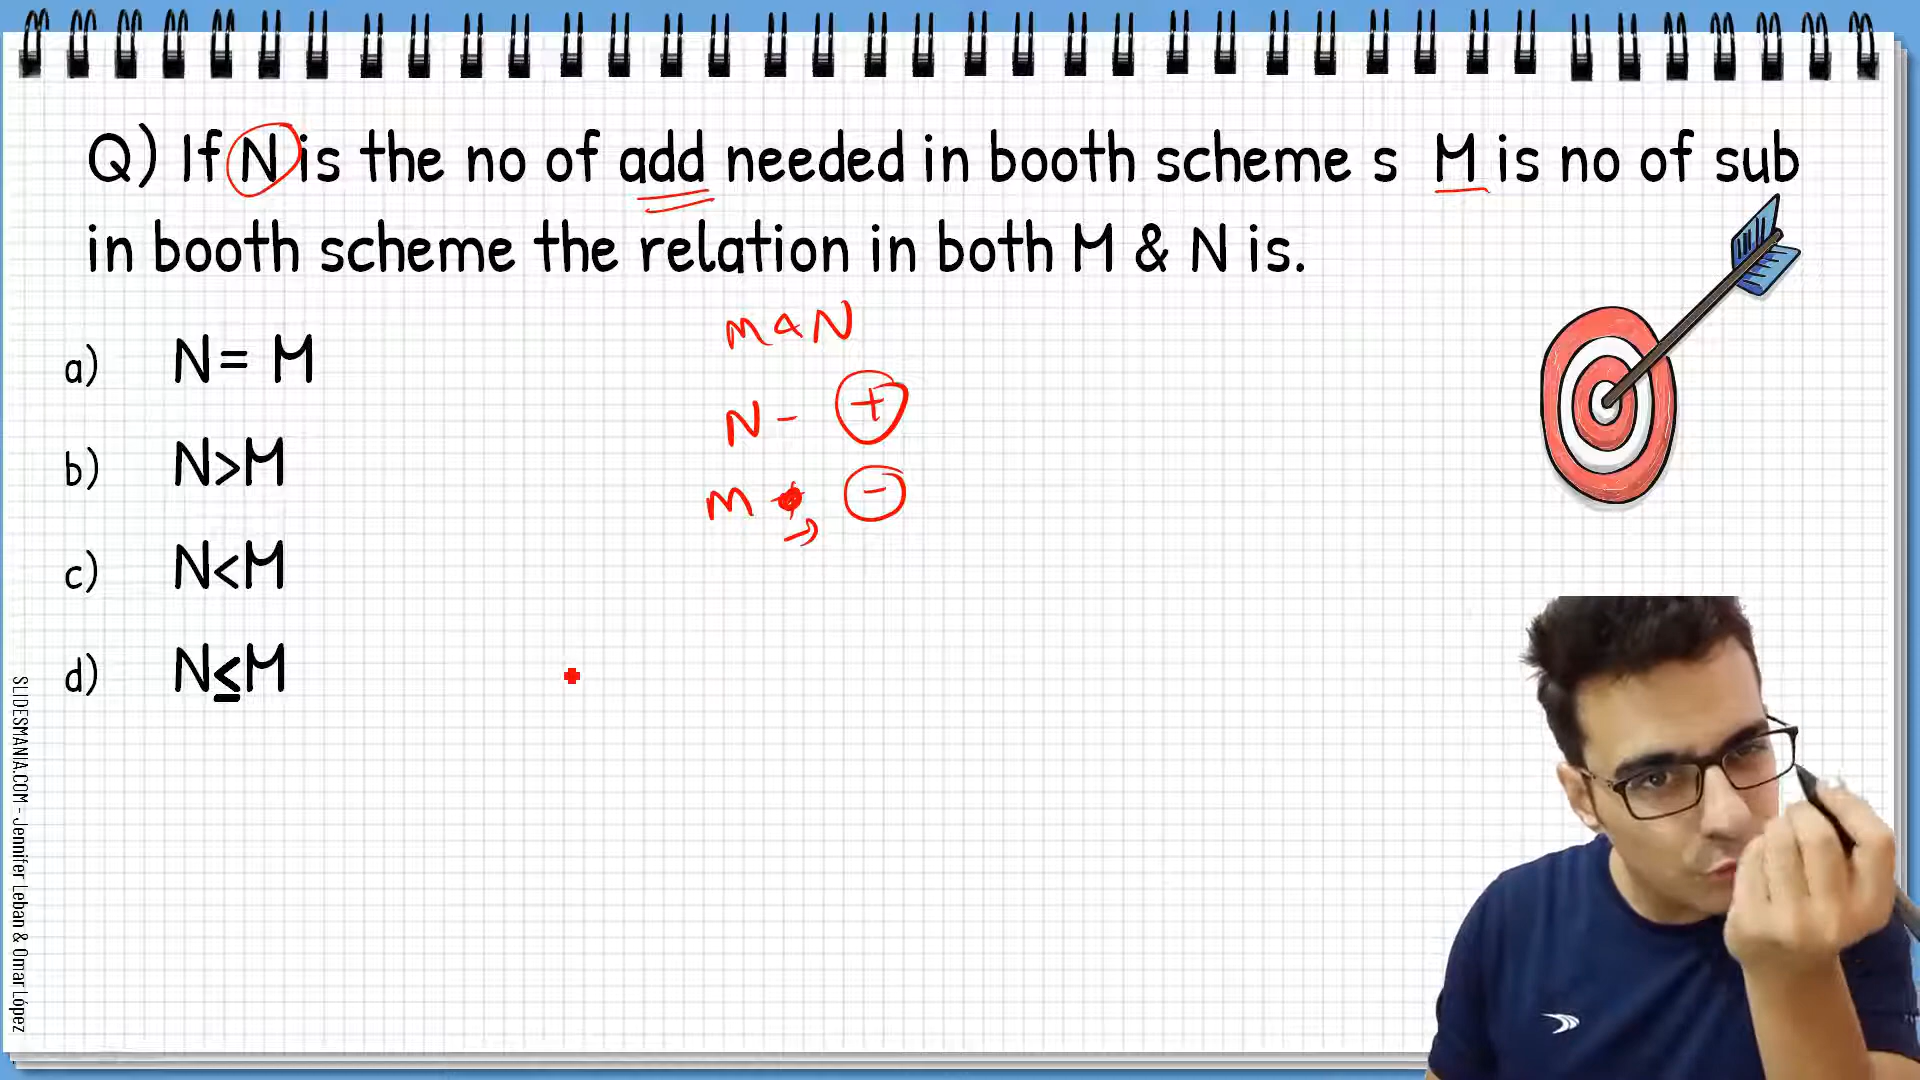 Q) If N is the no of add needed in booth scheme s M is no of sub
in booth scheme the relation in both M & N is.
a) N= M
b) N>M
c) N<M
d) N≤M
M & N
N - +
M → -
SLIDESMANIA.COM - Jennifer Leban & Omar López